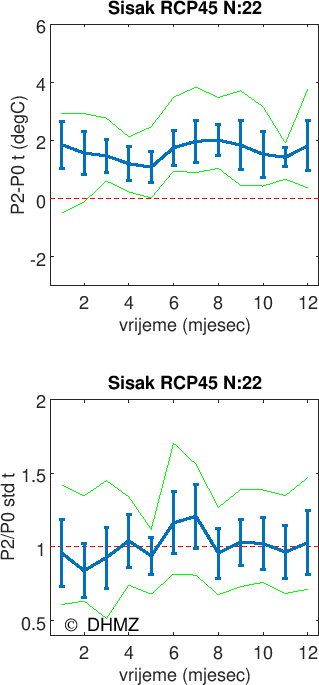 Sisak RCP45 N:22
6
4
2
0
-2
P2-P0 t (degC)
2 4 6 8 10 12
vrijeme (mjesec)
Sisak RCP45 N:22
2
1.5
1
0.5
P2/P0 std t
© DHMZ
2 4 6 8 10 12
vrijeme (mjesec)